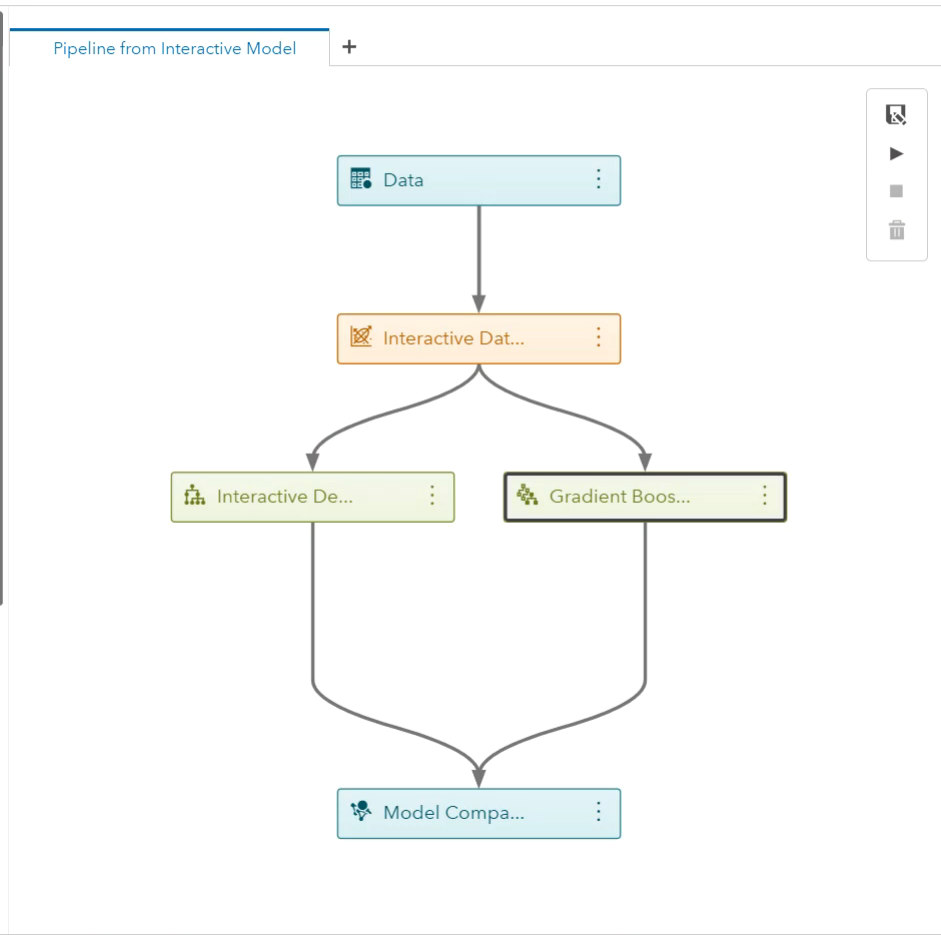 Pipeline from Interactive Model
Data
Interactive Dat...
Interactive De...
Gradient Boos...
Model Compa...